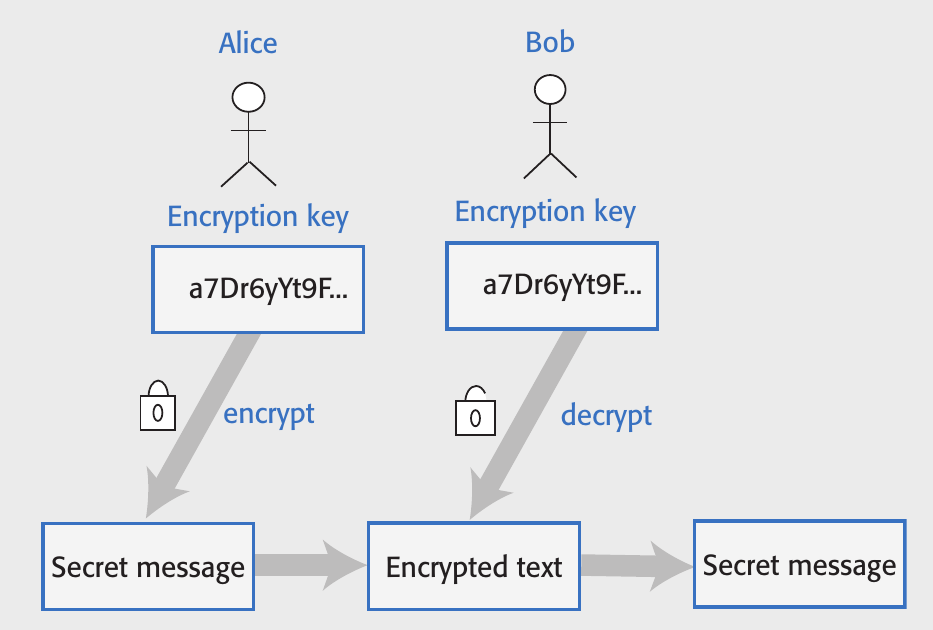 Alice
Bob
Encryption key
Encryption key
a7Dr6yYt9F...
a7Dr6yYt9F...
encrypt
decrypt
Secret message
Encrypted text
Secret message